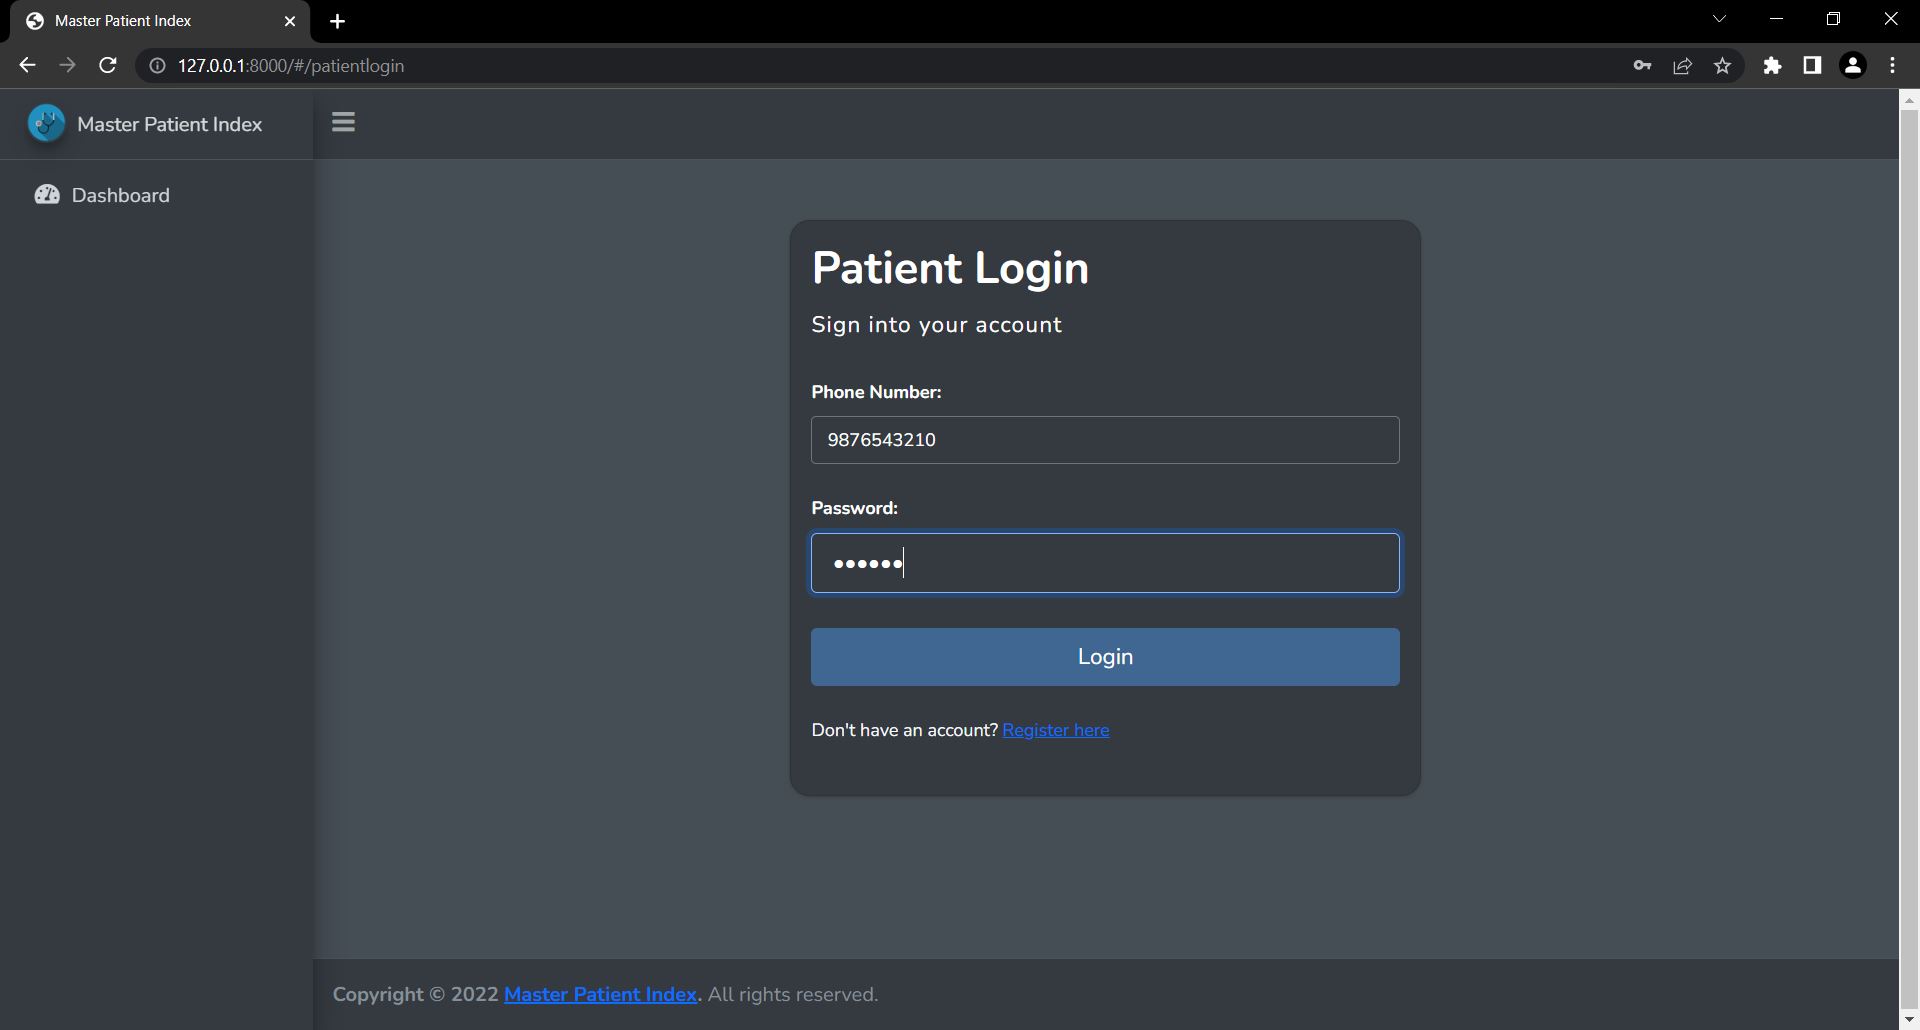 Master Patient Index
127.0.0.1:8000/#/patientlogin
Master Patient Index
Dashboard
Patient Login
Sign into your account
Phone Number:
9876543210
Password:
••••••
Login
Don't have an account? Register here
Copyright © 2022 Master Patient Index. All rights reserved.